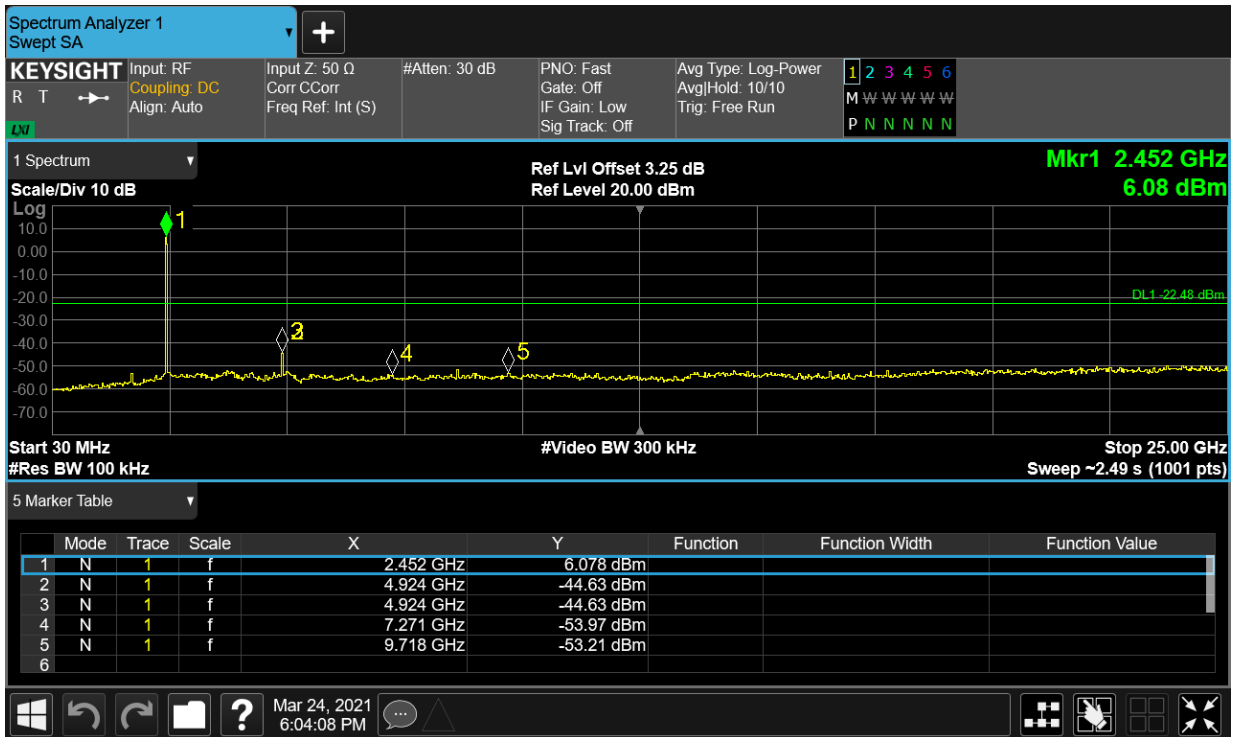 Spectrum Analyzer 1
Swept SA
KEYSIGHT
R T
LXI
Input: RF
Coupling: DC
Align: Auto
Input Z: 50 Ω
Corr CCorr
Freq Ref: Int (S)
#Atten: 30 dB
PNO: Fast
Gate: Off
IF Gain: Low
Sig Track: Off
Avg Type: Log-Power
Avg|Hold: 10/10
Trig: Free Run
1 2 3 4 5 6
M W W W W W
P N N N N N
1 Spectrum
Scale/Div 10 dB
Ref Lvl Offset 3.25 dB
Ref Level 20.00 dBm
Mkr1 2.452 GHz
6.08 dBm
Log
10.0
0.00
-10.0
-20.0
-30.0
-40.0
-50.0
-60.0
-70.0
1
3
4
5
DL1 -22.48 dBm
Start 30 MHz
#Res BW 100 kHz
#Video BW 300 kHz
Stop 25.00 GHz
Sweep ~2.49 s (1001 pts)
5 Marker Table
Mode Trace Scale X Y Function Function Width Function Value
1 N 1 f 2.452 GHz 6.078 dBm
2 N 1 f 4.924 GHz -44.63 dBm
3 N 1 f 4.924 GHz -44.63 dBm
4 N 1 f 7.271 GHz -53.97 dBm
5 N 1 f 9.718 GHz -53.21 dBm
6
?
Mar 24, 2021
6:04:08 PM